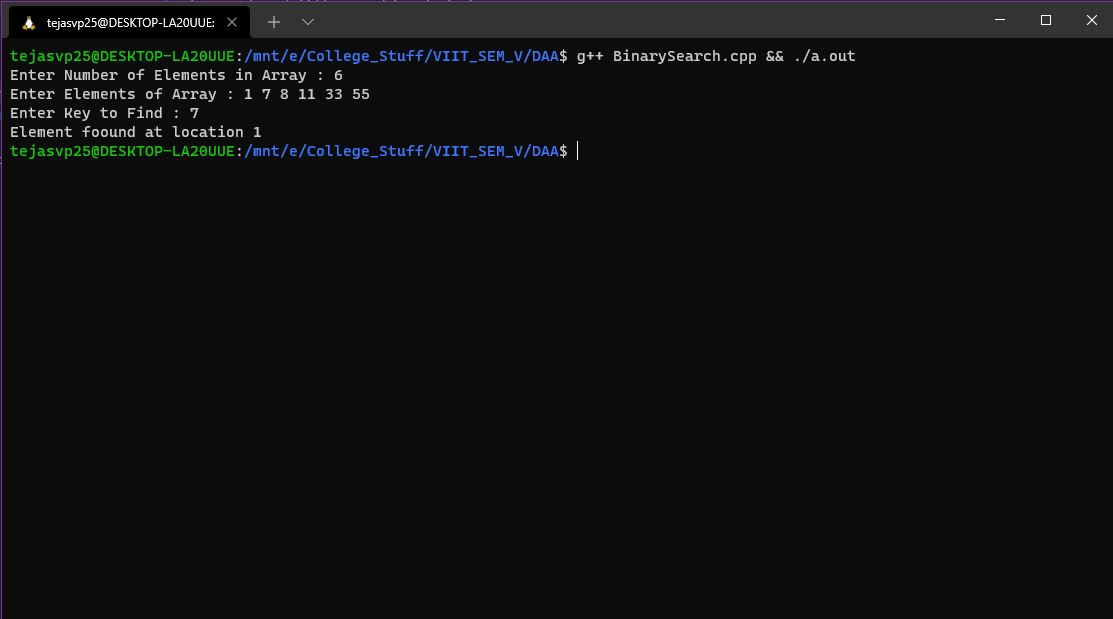 tejasvp25@DESKTOP-LA20UUE:
tejasvp25@DESKTOP-LA20UUE:/mnt/e/College_Stuff/VIIT_SEM_V/DAA$ g++ BinarySearch.cpp && ./a.out
Enter Number of Elements in Array : 6
Enter Elements of Array : 1 7 8 11 33 55
Enter Key to Find : 7
Element foound at location 1
tejasvp25@DESKTOP-LA20UUE:/mnt/e/College_Stuff/VIIT_SEM_V/DAA$